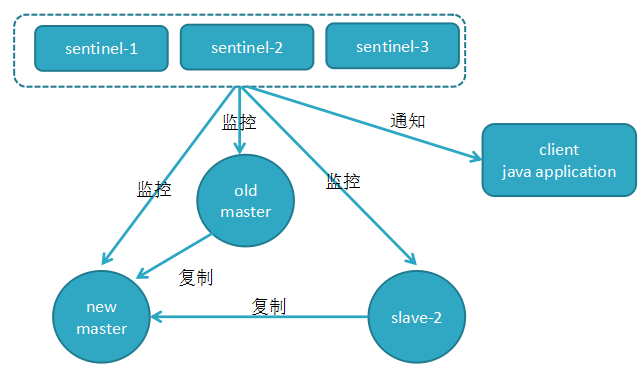 sentinel-1
sentinel-2
sentinel-3
监控
通知
监控
监控
client
java application
old
master
复制
复制
new
master
slave-2